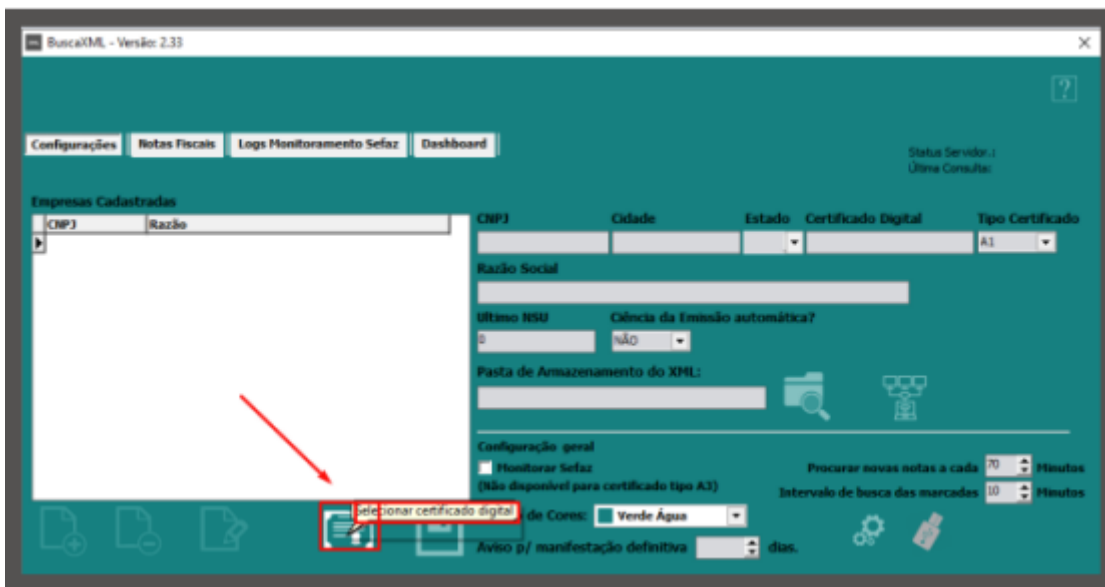 BuscaXML - Versão: 2.33
Configurações Notas Fiscais Logs Monitoramento Sefaz Dashboard
Status Servidor.:
Última Consulta:
Empresas Cadastradas
CNPJ Razão
CNPJ Cidade Estado Certificado Digital Tipo Certificado
A1
Razão Social
Ultimo NSU Ciência da Emissão automática?
0 NÃO
Pasta de Armazenamento do XML:
Configuração geral
Monitorar Sefaz
(Não disponível para certificado tipo A3)
Procurar novas notas a cada 70 Minutos
Intervalo de busca das marcadas 10 Minutos
Selecionar certificado digital
de Cores: Verde Água
Aviso p/ manifestação definitiva dias.